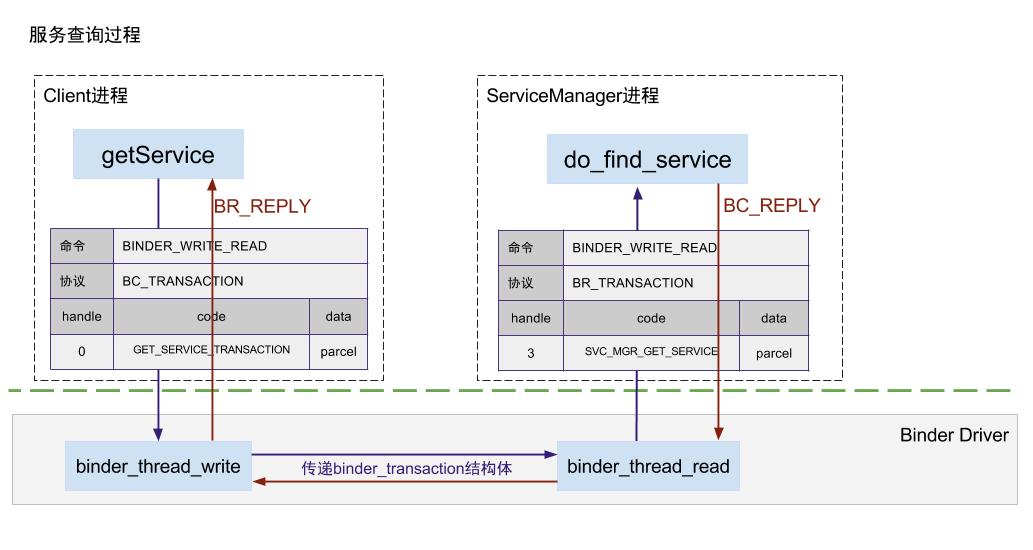 服务查询过程
Client进程
getService
BR_REPLY
命令 BINDER_WRITE_READ
协议 BC_TRANSACTION
handle code data
0 GET_SERVICE_TRANSACTION parcel
ServiceManager进程
do_find_service
BC_REPLY
命令 BINDER_WRITE_READ
协议 BR_TRANSACTION
handle code data
3 SVC_MGR_GET_SERVICE parcel
Binder Driver
binder_thread_write
传递binder_transaction结构体
binder_thread_read